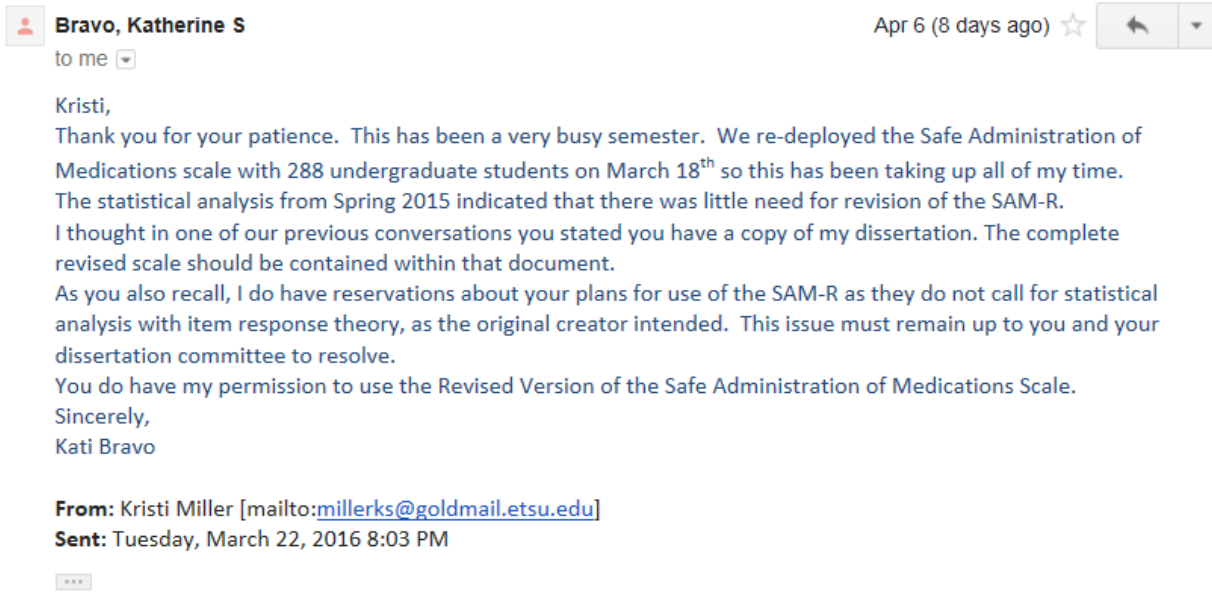 Bravo, Katherine S
Apr 6 (8 days ago)
to me
Kristi,
Thank you for your patience.  This has been a very busy semester.  We re-deployed the Safe Administration of
Medications scale with 288 undergraduate students on March 18th so this has been taking up all of my time.
The statistical analysis from Spring 2015 indicated that there was little need for revision of the SAM-R.
I thought in one of our previous conversations you stated you have a copy of my dissertation. The complete
revised scale should be contained within that document.
As you also recall, I do have reservations about your plans for use of the SAM-R as they do not call for statistical
analysis with item response theory, as the original creator intended.  This issue must remain up to you and your
dissertation committee to resolve.
You do have my permission to use the Revised Version of the Safe Administration of Medications Scale.
Sincerely,
Kati Bravo
From: Kristi Miller [mailto:millerks@goldmail.etsu.edu]
Sent: Tuesday, March 22, 2016 8:03 PM